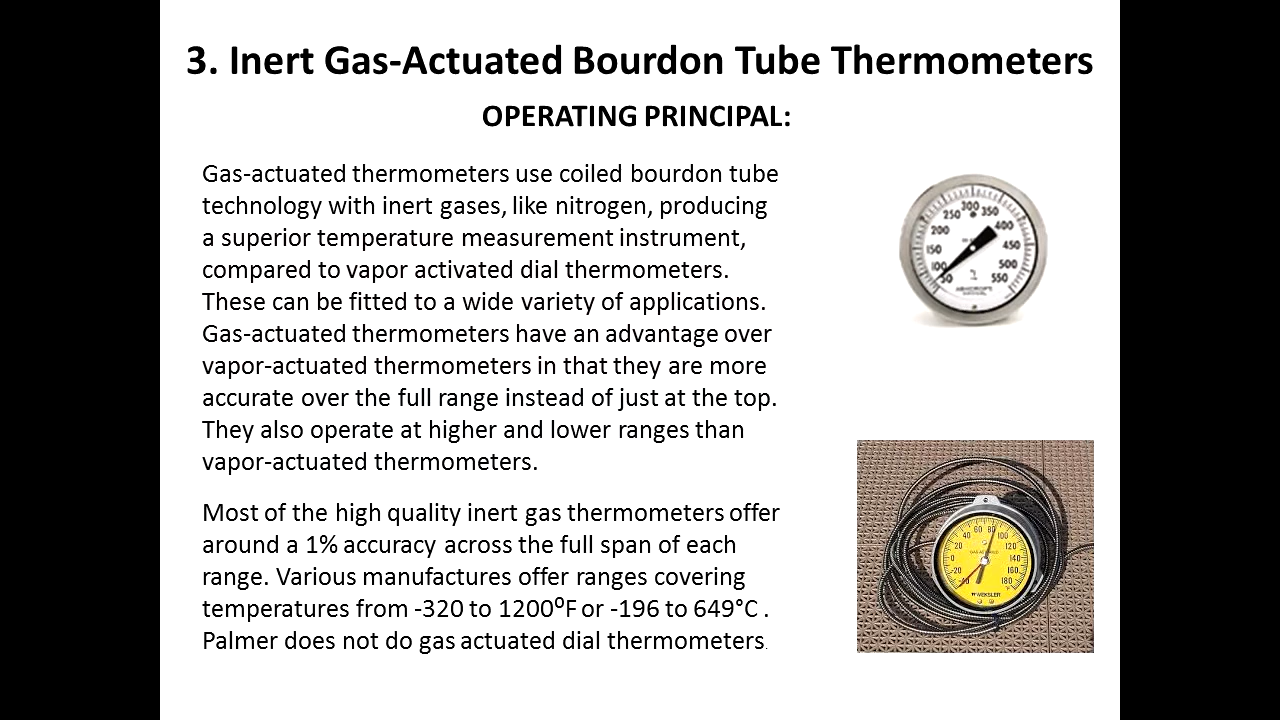 3. Inert Gas-Actuated Bourdon Tube Thermometers
OPERATING PRINCIPAL:
Gas-actuated thermometers use coiled bourdon tube
technology with inert gases, like nitrogen, producing
a superior temperature measurement instrument,
compared to vapor activated dial thermometers.
These can be fitted to a wide variety of applications.
Gas-actuated thermometers have an advantage over
vapor-actuated thermometers in that they are more
accurate over the full range instead of just at the top.
They also operate at higher and lower ranges than
vapor-actuated thermometers.
Most of the high quality inert gas thermometers offer
around a 1% accuracy across the full span of each
range. Various manufactures offer ranges covering
temperatures from -320 to 1200⁰F or -196 to 649°C .
Palmer does not do gas actuated dial thermometers.
50 100 150 200 250 300 350 400 450 500 550
ASHCROFT
-40 -20 0 20 40 60 80 100 120 140 160 180
GAS ACTUATED
WEKSLER